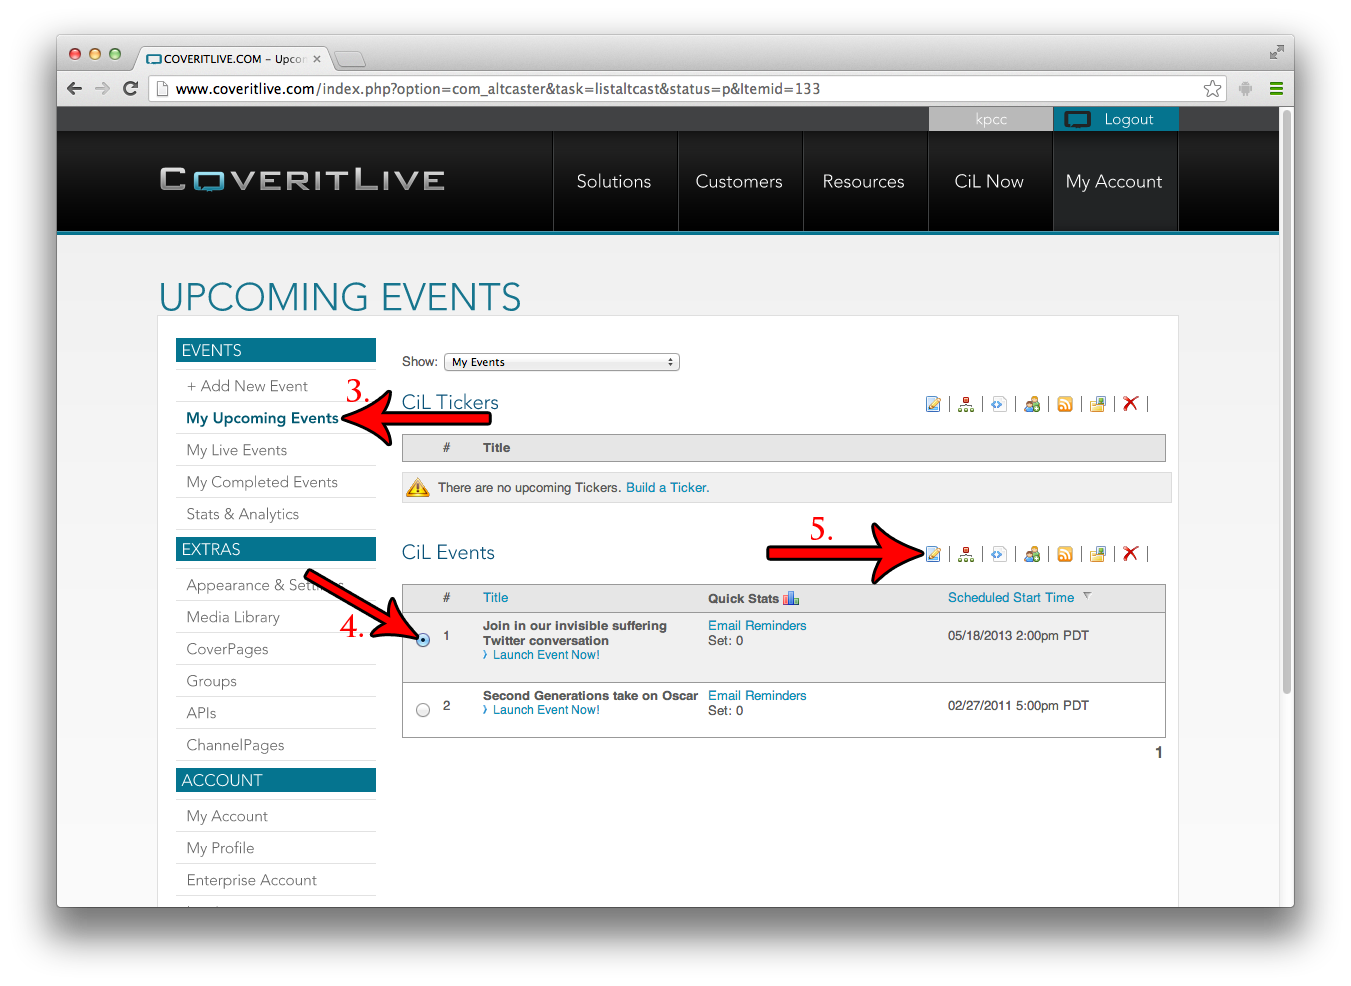 COVERITLIVE.COM – Upco
www.coveritlive.com/index.php?option=com_altcaster&task=listaltcast&status=p&Itemid=133
kpcc
Logout
COVERITLIVE
Solutions
Customers
Resources
CiL Now
My Account
UPCOMING EVENTS
EVENTS
+ Add New Event
My Upcoming Events
My Live Events
My Completed Events
Stats & Analytics
EXTRAS
Appearance & Settings
Media Library
CoverPages
Groups
APIs
ChannelPages
ACCOUNT
My Account
My Profile
Enterprise Account
3.
4.
5.
Show: My Events
CiL Tickers
# Title
There are no upcoming Tickers. Build a Ticker.
CiL Events
# Title Quick Stats Scheduled Start Time
1 Join in our invisible suffering Twitter conversation
› Launch Event Now!
Email Reminders
Set: 0
05/18/2013 2:00pm PDT
2 Second Generations take on Oscar
› Launch Event Now!
Email Reminders
Set: 0
02/27/2011 5:00pm PDT
1